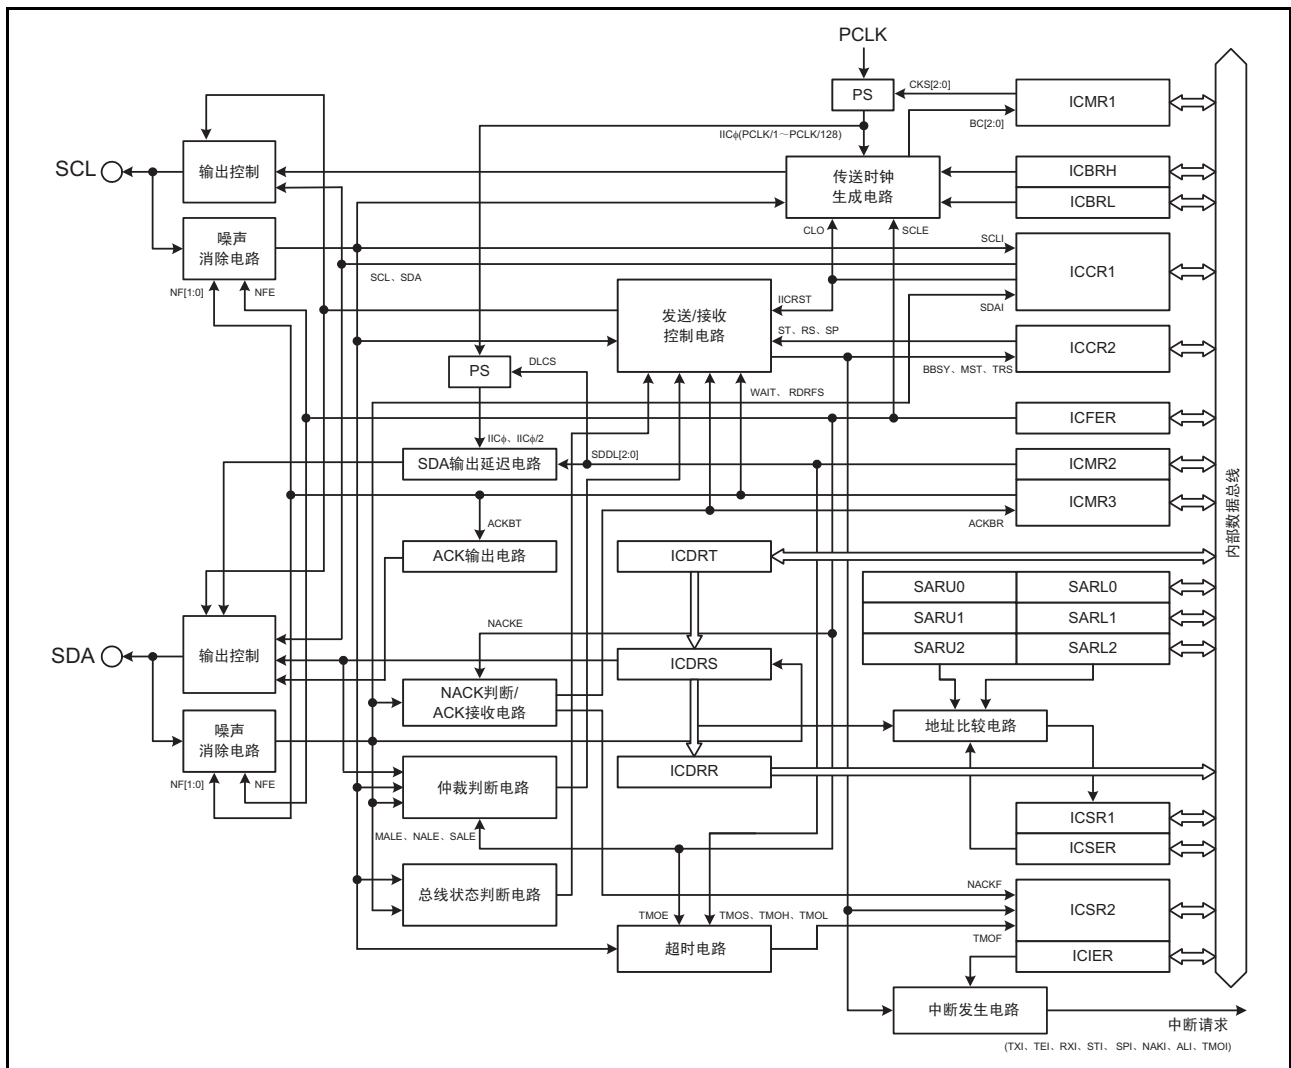 PCLK
PS
CKS[2:0]
ICMR1
BC[2:0]
IICϕ(PCLK/1～PCLK/128)
SCL
输出控制
传送时钟
生成电路
ICBRH
ICBRL
噪声
消除电路
CLO
SCLE
SCLI
ICCR1
SCL、SDA
NF[1:0]
NFE
IICRST
SDAI
发送/接收
控制电路
ST、RS、SP
ICCR2
BBSY、MST、TRS
PS
DLCS
WAIT、 RDRFS
ICFER
IICϕ、IICϕ/2
SDA输出延迟电路
SDDL[2:0]
ICMR2
ICMR3
ACKBT
ACKBR
内部数据总线
ACK输出电路
ICDRT
SARU0
SARL0
SARU1
SARL1
SARU2
SARL2
NACKE
SDA
输出控制
ICDRS
NACK判断/
ACK接收电路
地址比较电路
噪声
消除电路
NF[1:0]
NFE
ICDRR
仲裁判断电路
MALE、NALE、SALE
ICSR1
ICSER
总线状态判断电路
NACKF
ICSR2
TMOE
TMOS、TMOH、TMOL
TMOF
超时电路
ICIER
中断发生电路
中断请求
(TXI、TEI、RXI、STI、 SPI、NAKI、ALI、TMOI)